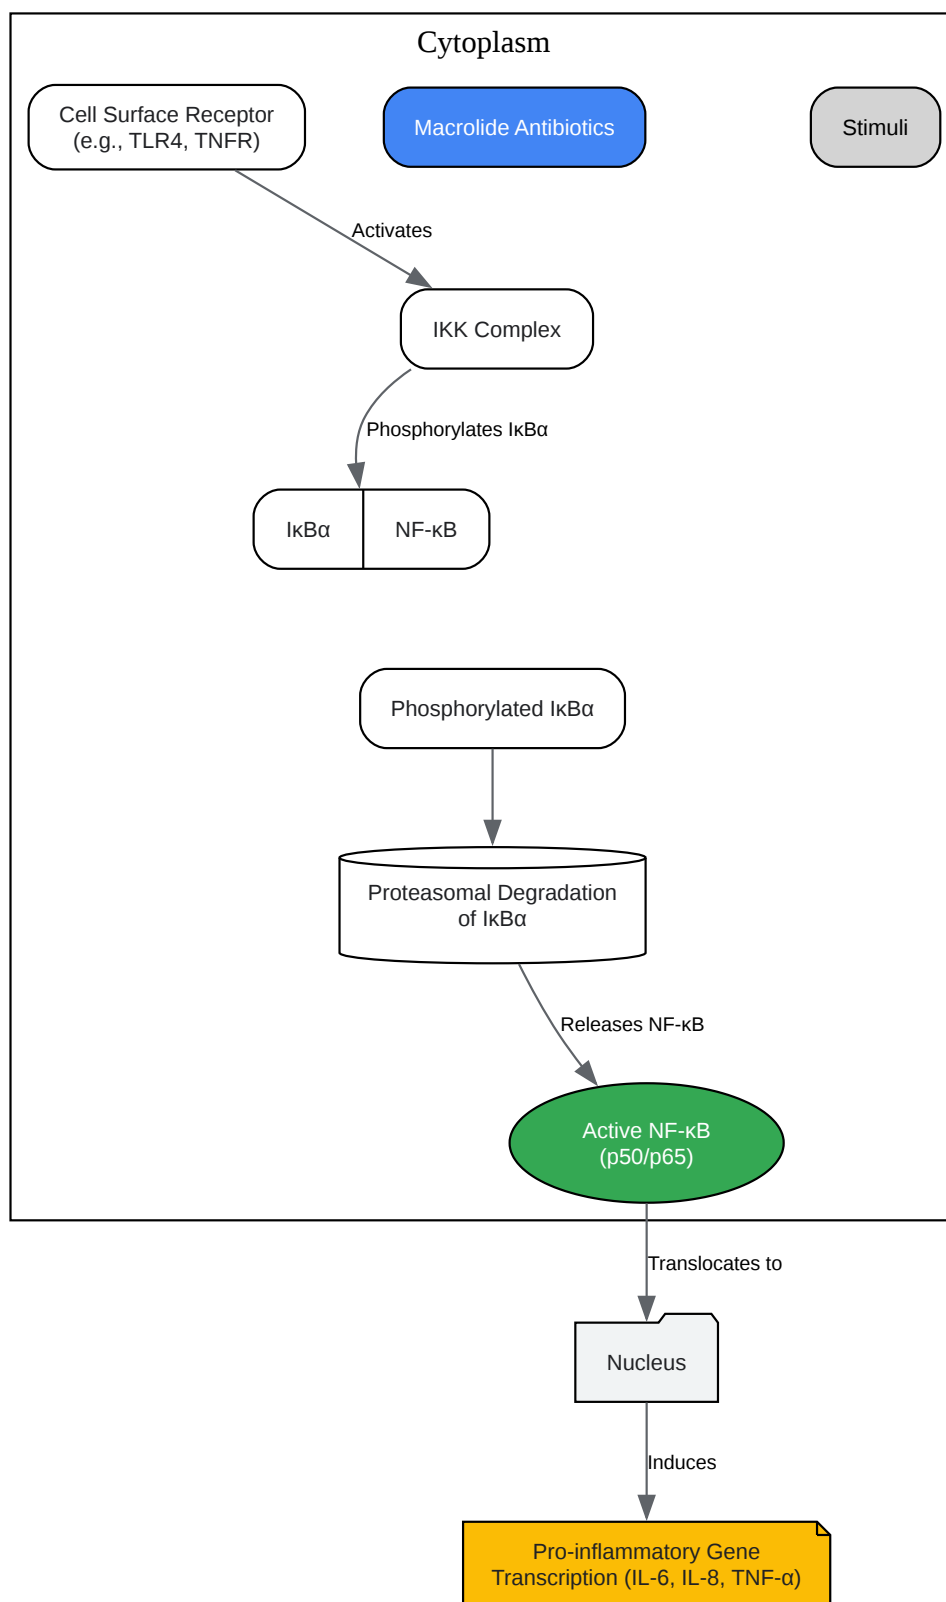 Cytoplasm
Cell Surface Receptor
(e.g., TLR4, TNFR)
Macrolide Antibiotics
Stimuli
Activates
IKK Complex
Phosphorylates IκBα
IκBα
NF-κB
Phosphorylated IκBα
Proteasomal Degradation
of IκBα
Releases NF-κB
Active NF-κB
(p50/p65)
Translocates to
Nucleus
Induces
Pro-inflammatory Gene
Transcription (IL-6, IL-8, TNF-α)